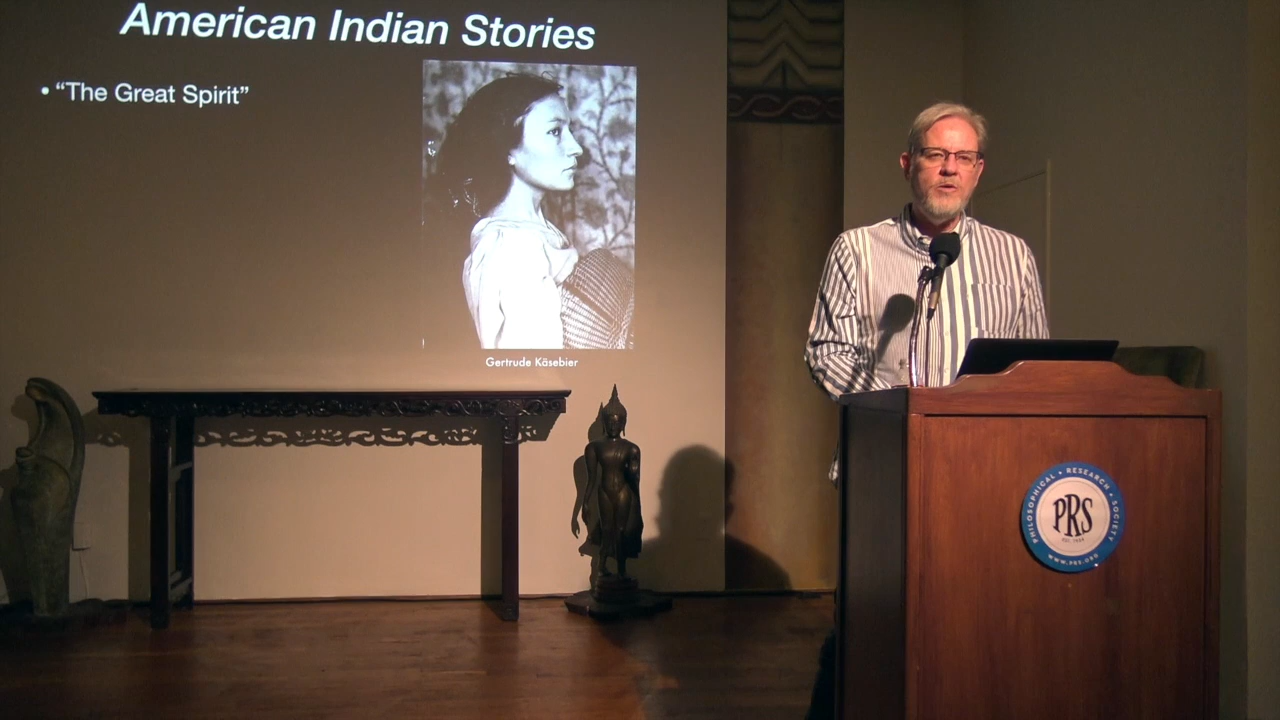 American Indian Stories
• “The Great Spirit”
Gertrude Käsebier
PHILOSOPHICAL • RESEARCH • SOCIETY
PRS
EST. 1934
WWW.PRS.ORG